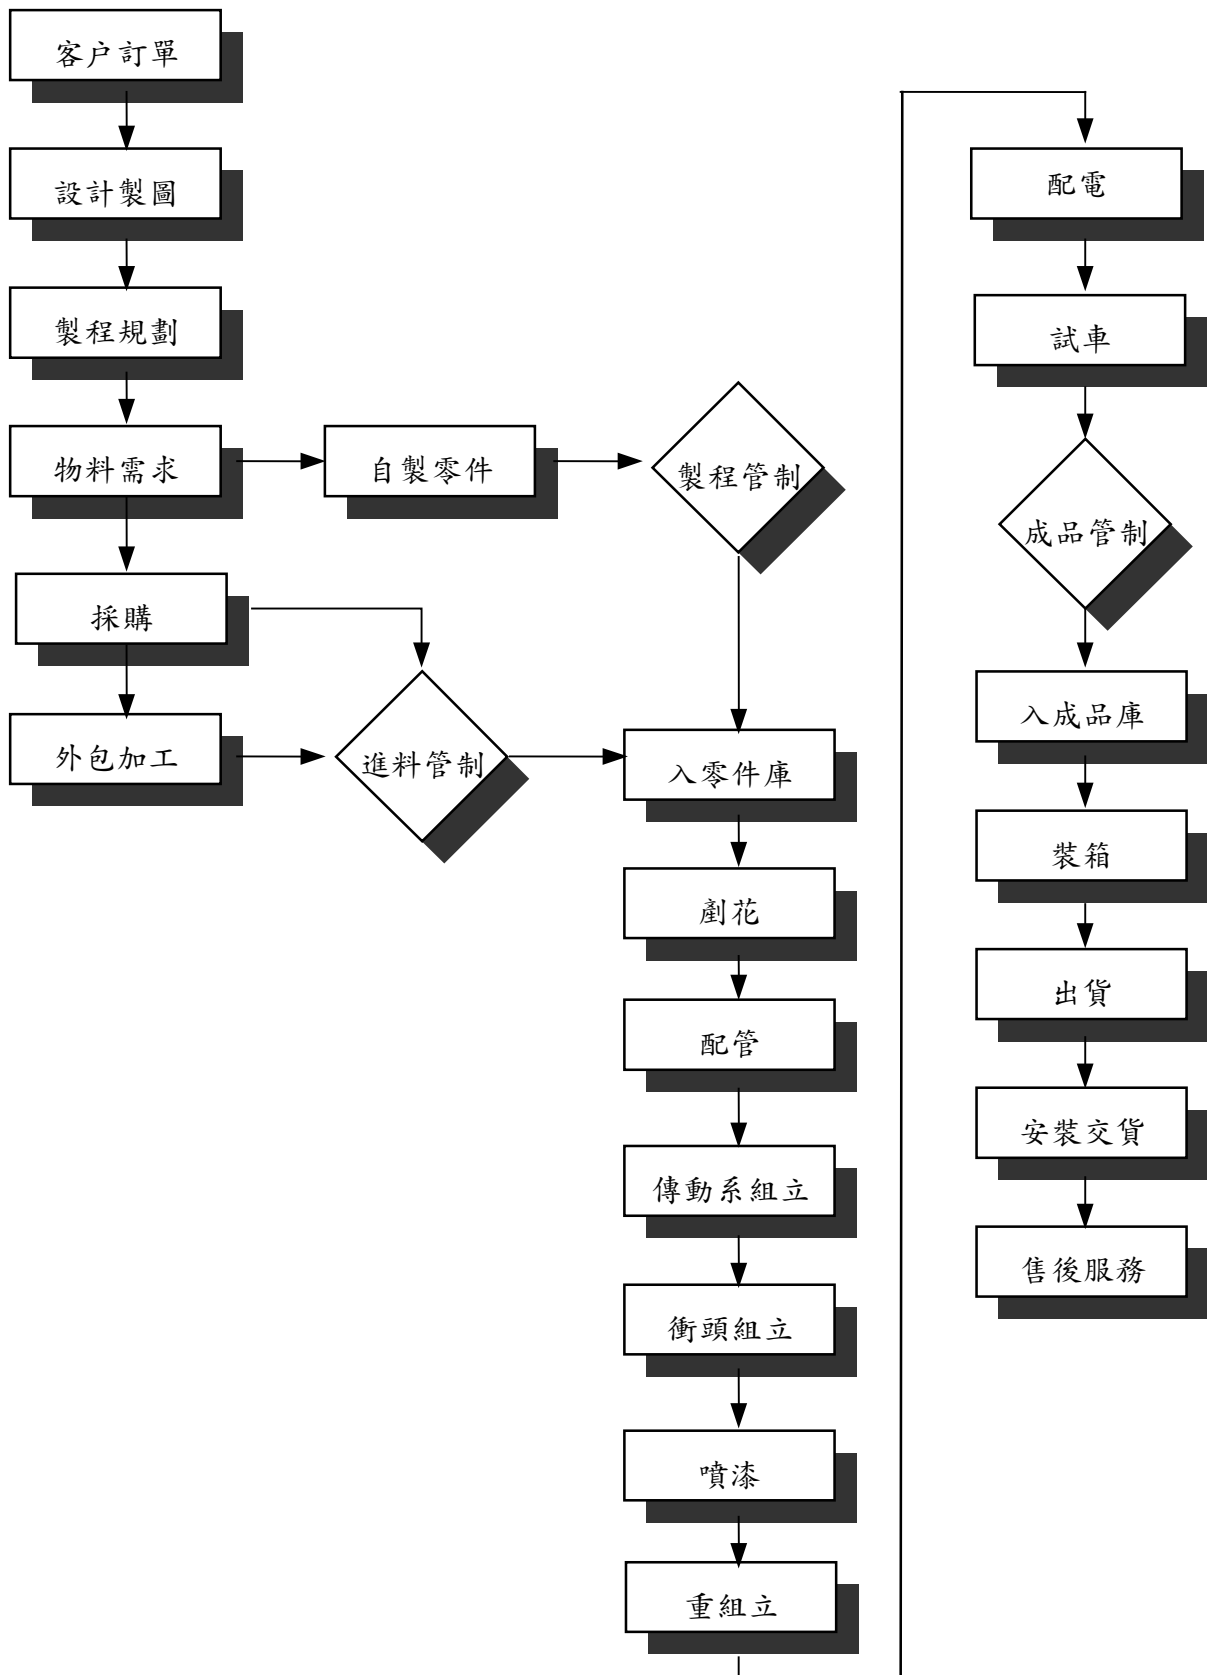 客户訂單
設計製圖
製程規劃
物料需求
自製零件
製程管制
採購
外包加工
進料管制
入零件庫
剷花
配管
傳動系組立
衝頭組立
噴漆
重組立
配電
試車
成品管制
入成品庫
裝箱
出貨
安裝交貨
售後服務